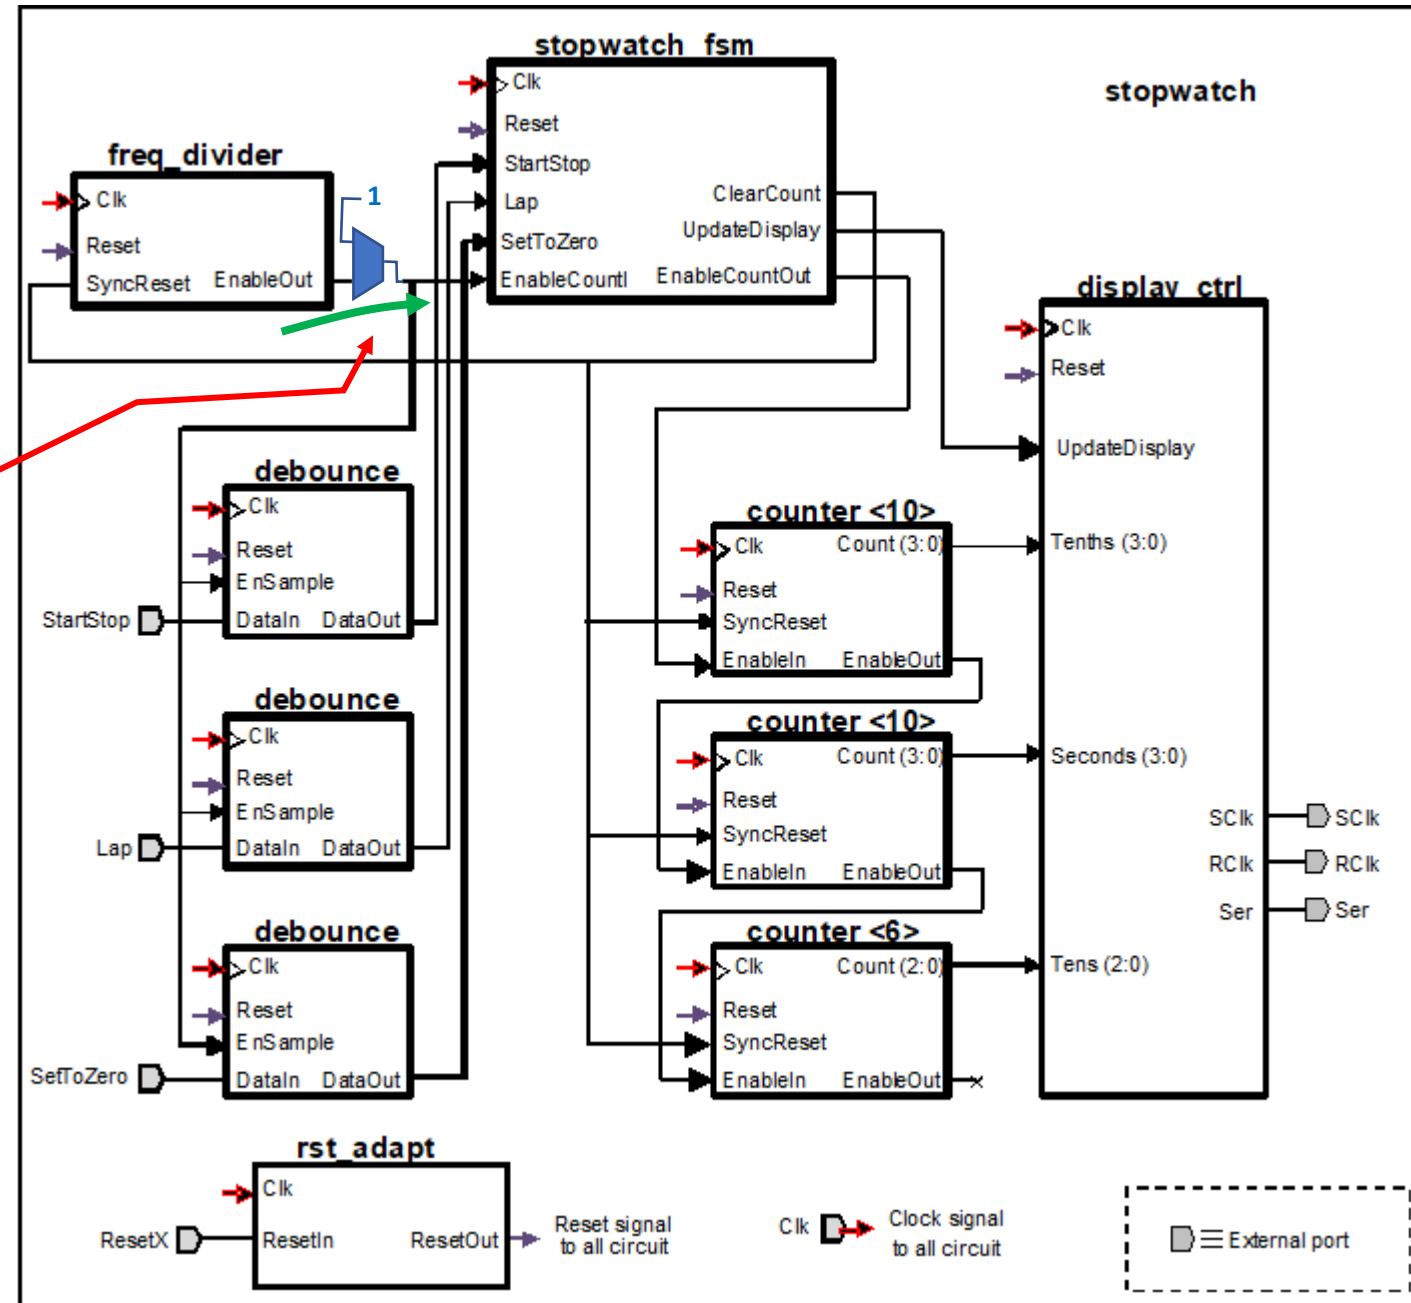 stopwatch_fsm
Clk
Reset
StartStop
Lap
SetToZero
EnableCountI
ClearCount
UpdateDisplay
EnableCountOut
stopwatch
freq_divider
Clk
Reset
SyncReset
EnableOut
1
display_ctrl
Clk
Reset
UpdateDisplay
Tenths (3:0)
Seconds (3:0)
Tens (2:0)
SClk
RClk
Ser
SClk
RClk
Ser
debounce
Clk
Reset
EnSample
DataIn DataOut
StartStop
debounce
Clk
Reset
EnSample
DataIn DataOut
Lap
debounce
Clk
Reset
EnSample
DataIn DataOut
SetToZero
counter <10>
Clk
Count (3:0)
Reset
SyncReset
EnableIn
EnableOut
counter <10>
Clk
Count (3:0)
Reset
SyncReset
EnableIn
EnableOut
counter <6>
Clk
Count (2:0)
Reset
SyncReset
EnableIn
EnableOut
rst_adapt
Clk
ResetX
ResetIn
ResetOut
Reset signal
to all circuit
Clk
Clock signal
to all circuit
External port